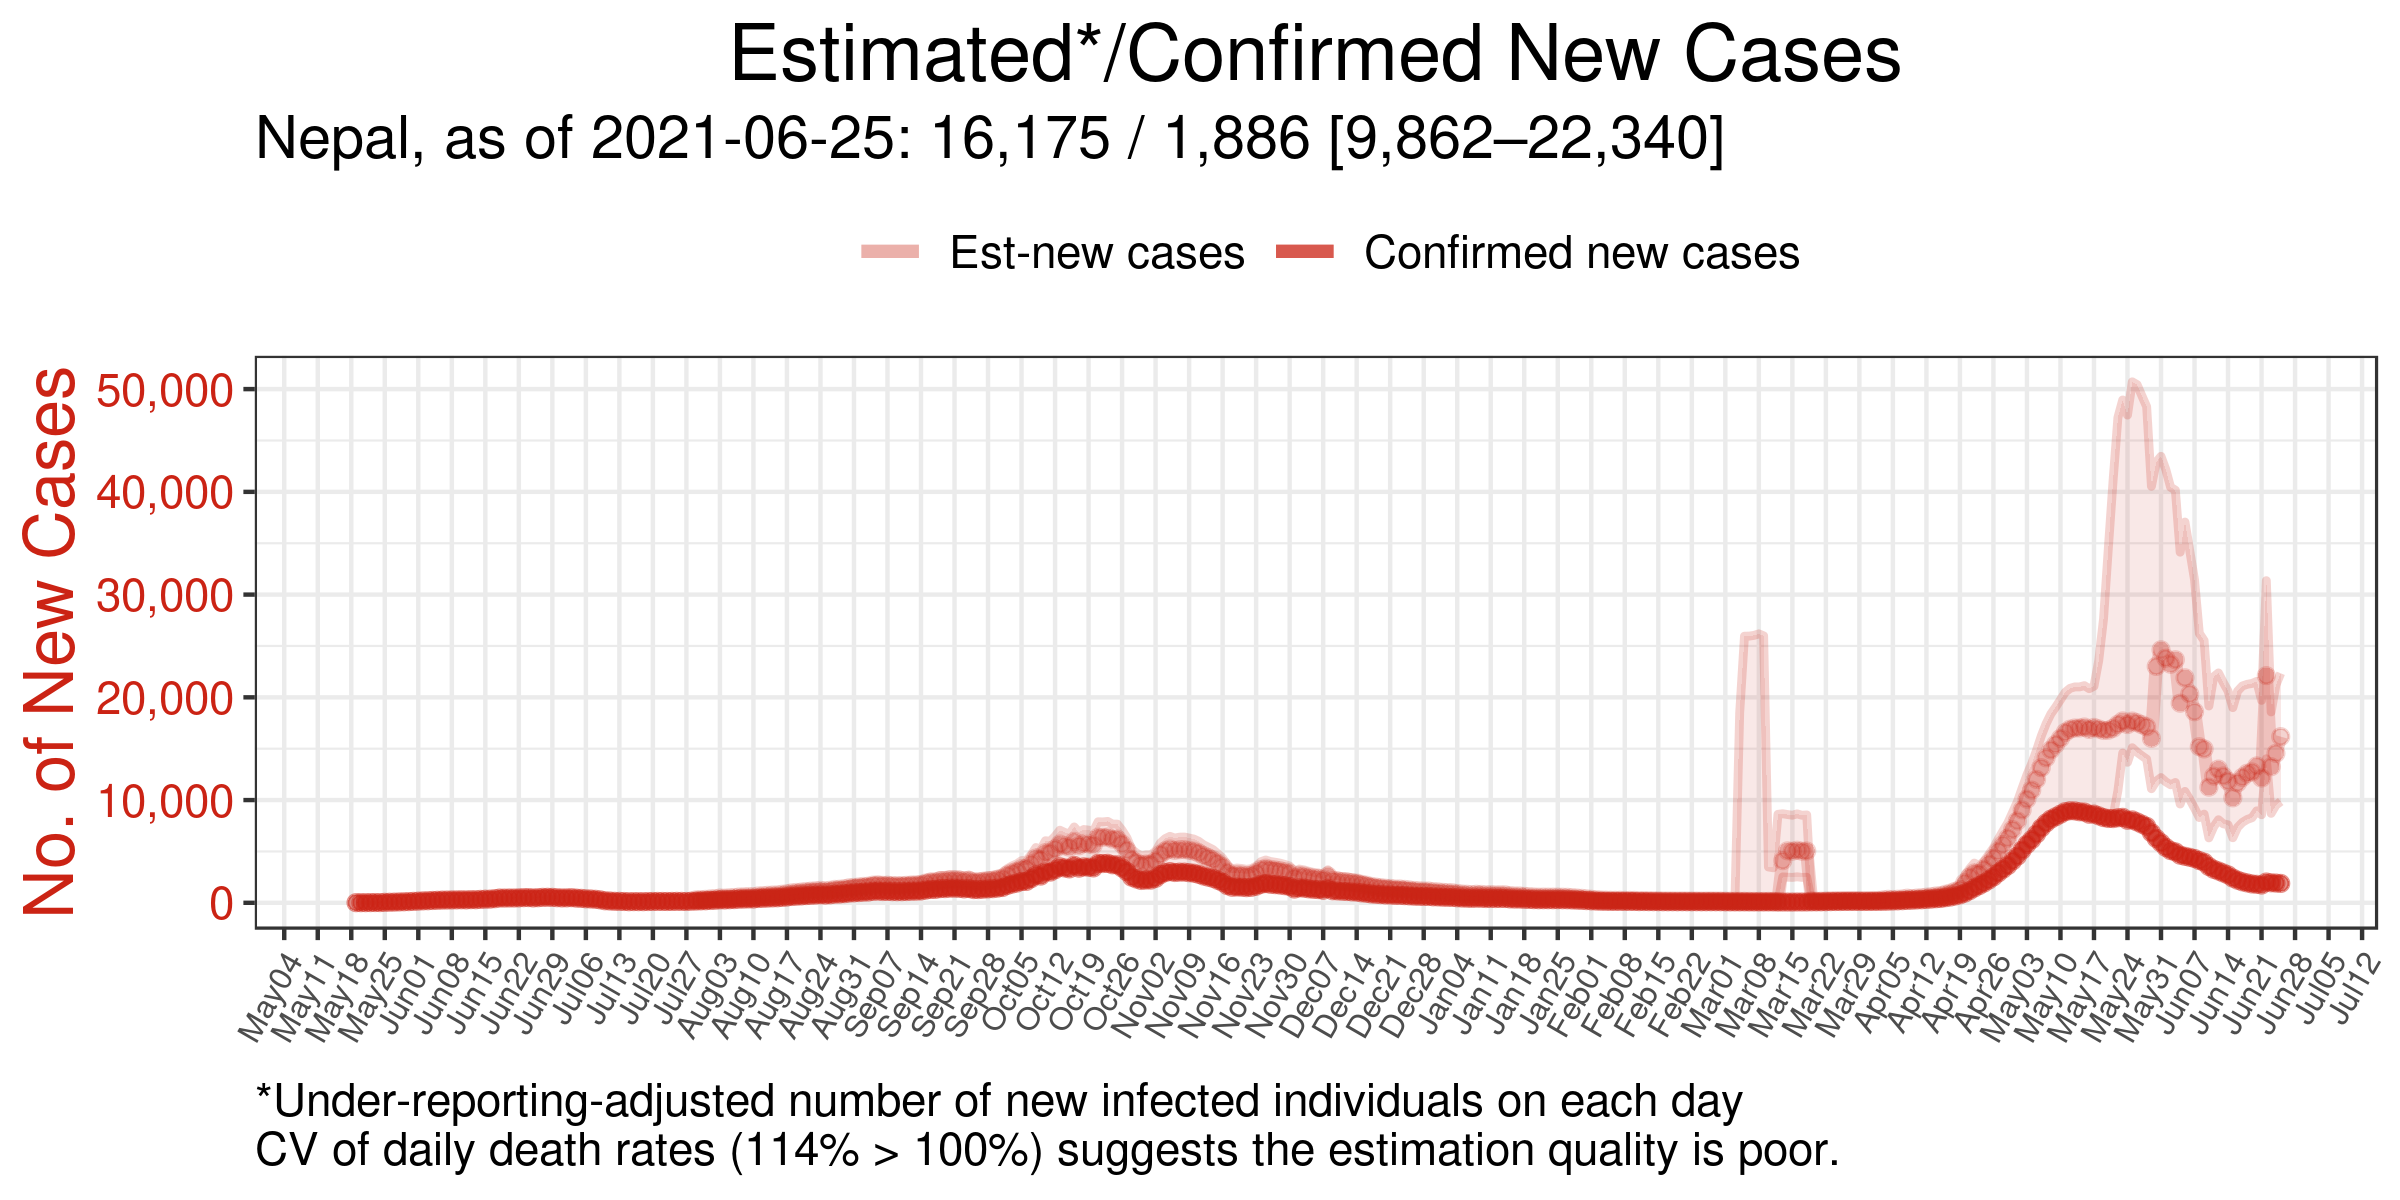 Estimated*/Confirmed New Cases
Nepal, as of 2021-06-25: 16,175 / 1,886 [9,862–22,340]
Est-new cases
Confirmed new cases
No. of New Cases
50,000
40,000
30,000
20,000
10,000
0
May04
May11
May18
May25
Jun01
Jun08
Jun15
Jun22
Jun29
Jul06
Jul13
Jul20
Jul27
Aug03
Aug10
Aug17
Aug24
Aug31
Sep07
Sep14
Sep21
Sep28
Oct05
Oct12
Oct19
Oct26
Nov02
Nov09
Nov16
Nov23
Nov30
Dec07
Dec14
Dec21
Dec28
Jan04
Jan11
Jan18
Jan25
Feb01
Feb08
Feb15
Feb22
Mar01
Mar08
Mar15
Mar22
Mar29
Apr05
Apr12
Apr19
Apr26
May03
May10
May17
May24
May31
Jun07
Jun14
Jun21
Jun28
Jul05
Jul12
*Under-reporting-adjusted number of new infected individuals on each day
CV of daily death rates (114% > 100%) suggests the estimation quality is poor.